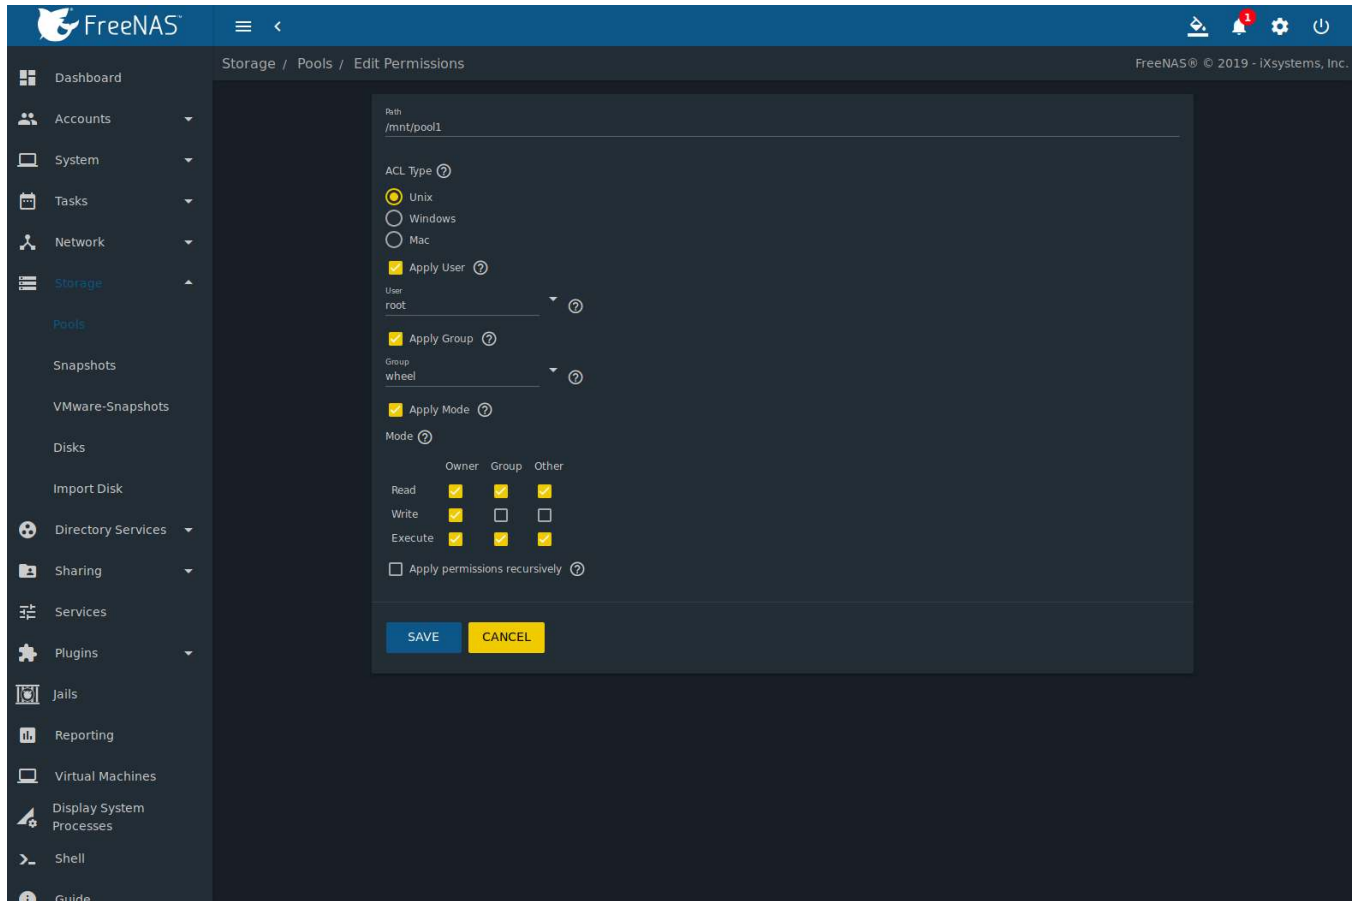 FreeNAS™
1
Storage / Pools / Edit Permissions
FreeNAS® © 2019 - iXsystems, Inc.
Dashboard
Accounts
System
Tasks
Network
Storage
Pools
Snapshots
VMware-Snapshots
Disks
Import Disk
Directory Services
Sharing
Services
Plugins
Jails
Reporting
Virtual Machines
Display System
Processes
Shell
Guide
Path
/mnt/pool1
ACL Type
Unix
Windows
Mac
Apply User
User
root
Apply Group
Group
wheel
Apply Mode
Mode
Owner Group Other
Read
Write
Execute
Apply permissions recursively
SAVE CANCEL